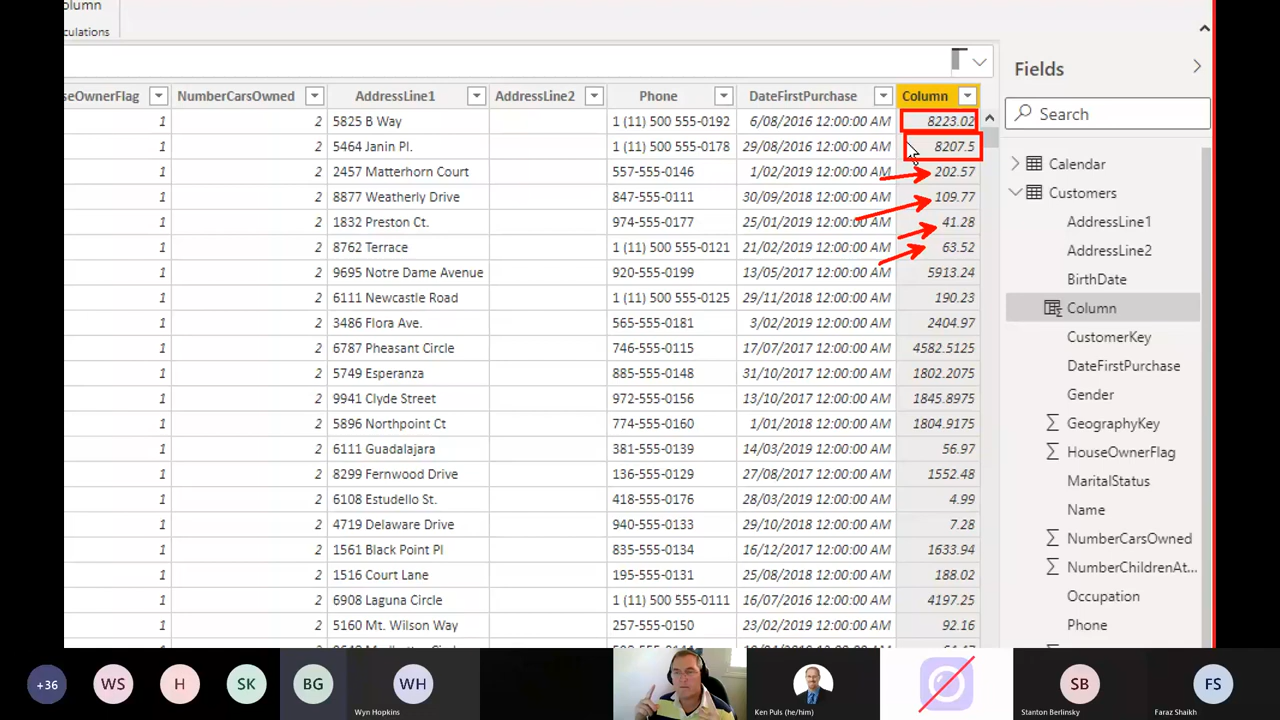 olumn
culations
Fields
Search
seOwnerFlag NumberCarsOwned AddressLine1 AddressLine2 Phone DateFirstPurchase Column
1 2 5825 B Way 1 (11) 500 555-0192 6/08/2016 12:00:00 AM 8223.02
1 2 5464 Janin Pl. 1 (11) 500 555-0178 29/08/2016 12:00:00 AM 8207.5
1 2 2457 Matterhorn Court 557-555-0146 1/02/2019 12:00:00 AM 202.57
1 2 8877 Weatherly Drive 847-555-0111 30/09/2018 12:00:00 AM 109.77
1 2 1832 Preston Ct. 974-555-0177 25/01/2019 12:00:00 AM 41.28
1 2 8762 Terrace 1 (11) 500 555-0121 21/02/2019 12:00:00 AM 63.52
1 2 9695 Notre Dame Avenue 920-555-0199 13/05/2017 12:00:00 AM 5913.24
1 2 6111 Newcastle Road 1 (11) 500 555-0125 29/11/2018 12:00:00 AM 190.23
1 2 3486 Flora Ave. 565-555-0181 3/02/2019 12:00:00 AM 2404.97
1 2 6787 Pheasant Circle 746-555-0115 17/07/2017 12:00:00 AM 4582.5125
1 2 5749 Esperanza 885-555-0148 31/10/2017 12:00:00 AM 1802.2075
1 2 9941 Clyde Street 972-555-0156 13/10/2017 12:00:00 AM 1845.8975
1 2 5896 Northpoint Ct 774-555-0160 1/01/2018 12:00:00 AM 1804.9175
1 2 6111 Guadalajara 381-555-0139 14/03/2019 12:00:00 AM 56.97
1 2 8299 Fernwood Drive 136-555-0129 27/08/2017 12:00:00 AM 1552.48
1 2 6108 Estudello St. 418-555-0176 28/03/2019 12:00:00 AM 4.99
1 2 4719 Delaware Drive 940-555-0133 29/10/2018 12:00:00 AM 7.28
1 2 1561 Black Point Pl 835-555-0134 16/12/2017 12:00:00 AM 1633.94
1 2 1516 Court Lane 195-555-0131 25/08/2018 12:00:00 AM 188.02
1 2 6908 Laguna Circle 1 (11) 500 555-0111 16/07/2016 12:00:00 AM 4197.25
1 2 5160 Mt. Wilson Way 257-555-0150 23/02/2019 12:00:00 AM 92.16
Calendar
Customers
AddressLine1
AddressLine2
BirthDate
Column
CustomerKey
DateFirstPurchase
Gender
GeographyKey
HouseOwnerFlag
MaritalStatus
Name
NumberCarsOwned
NumberChildrenAt...
Occupation
Phone
+36 WS H SK BG WH SB FS
Wyn Hopkins Ken Puls (he/him) Stanton Berlinsky Faraz Shaikh